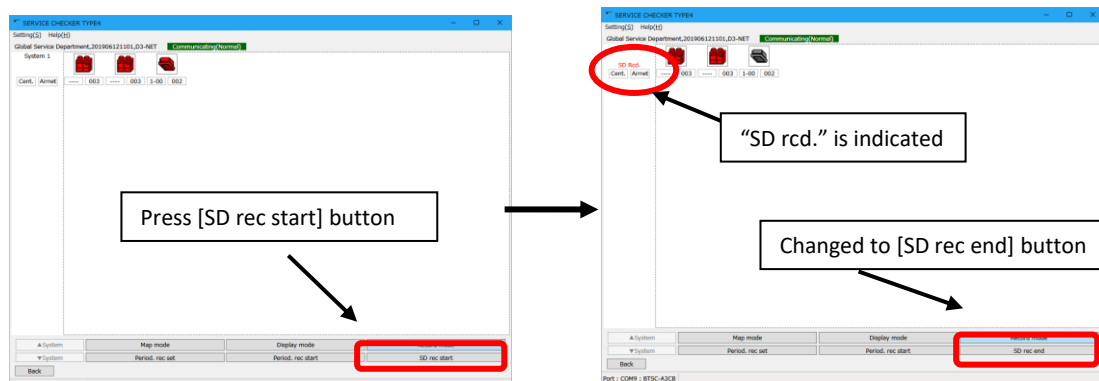 SERVICE CHECKER TYPE4
Setting(S) Help(H)
Global Service Department,201906121101,D3-NET Communicating(Normal)
System 1
Cent. Airnet ---- 003 ---- 003 1-00 002
Press [SD rec start] button
▲System Map mode Display mode Record mode
▼System Period. rec set Period. rec start SD rec start
Back
SERVICE CHECKER TYPE4
Setting(S) Help(H)
Global Service Department,201906121101,D3-NET Communicating(Normal)
SD Rcd.
Cent. Airnet ---- 003 ---- 003 1-00 002
“SD rcd.” is indicated
Changed to [SD rec end] button
▲System Map mode Display mode Record mode
▼System Period. rec set Period. rec start SD rec end
Back
Port : COM9 : BTSC-A3CB